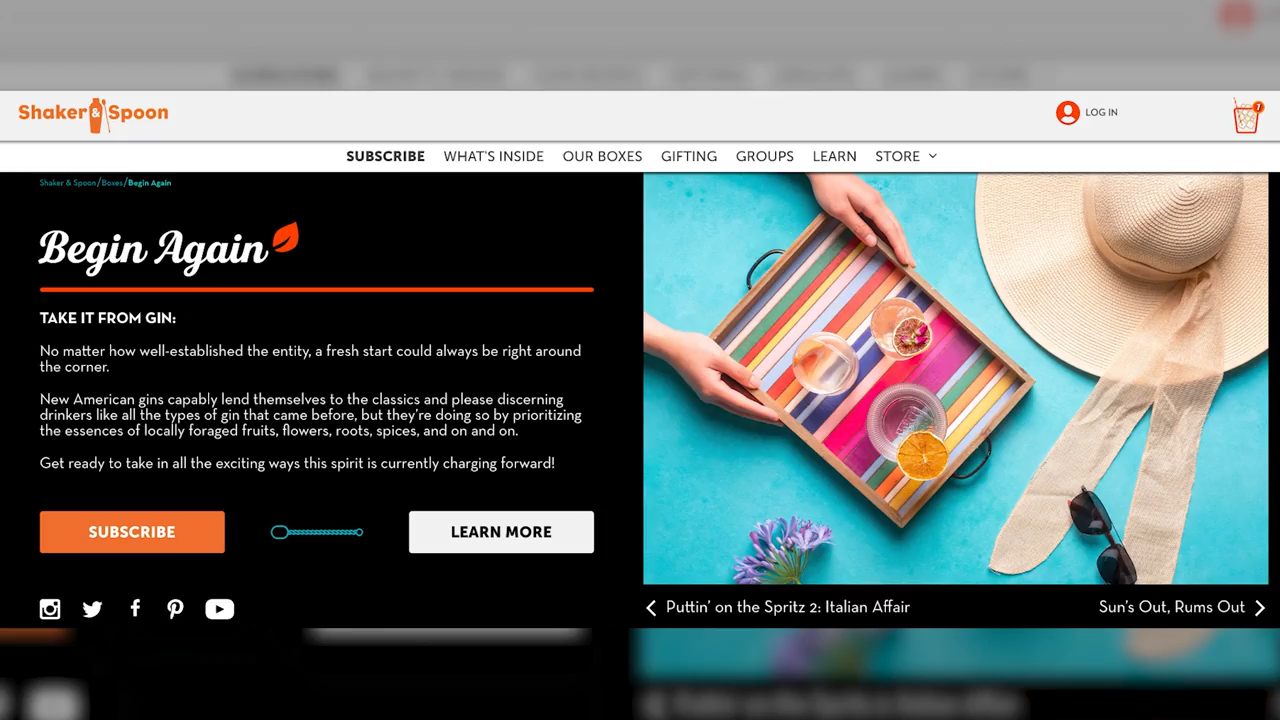 Shaker & Spoon
LOG IN
7
SUBSCRIBE WHAT'S INSIDE OUR BOXES GIFTING GROUPS LEARN STORE
Shaker & Spoon/Boxes/Begin Again
Begin Again
TAKE IT FROM GIN:
No matter how well-established the entity, a fresh start could always be right around
the corner.
New American gins capably lend themselves to the classics and please discerning
drinkers like all the types of gin that came before, but they're doing so by prioritizing
the essences of locally foraged fruits, flowers, roots, spices, and on and on.
Get ready to take in all the exciting ways this spirit is currently charging forward!
SUBSCRIBE
LEARN MORE
Puttin' on the Spritz 2: Italian Affair
Sun's Out, Rums Out